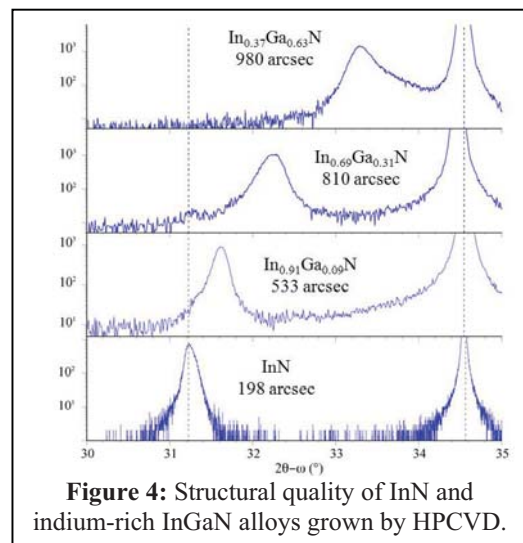 In₀.₃₇Ga₀.₆₃N
980 arcsec
10³
10²
In₀.₆₉Ga₀.₃₁N
810 arcsec
10³
10²
In₀.₉₁Ga₀.₀₉N
533 arcsec
10³
10²
10¹
InN
198 arcsec
10²
10¹
30 31 32 33 34 35
2θ-ω (°)
Figure 4: Structural quality of InN and
indium-rich InGaN alloys grown by HPCVD.